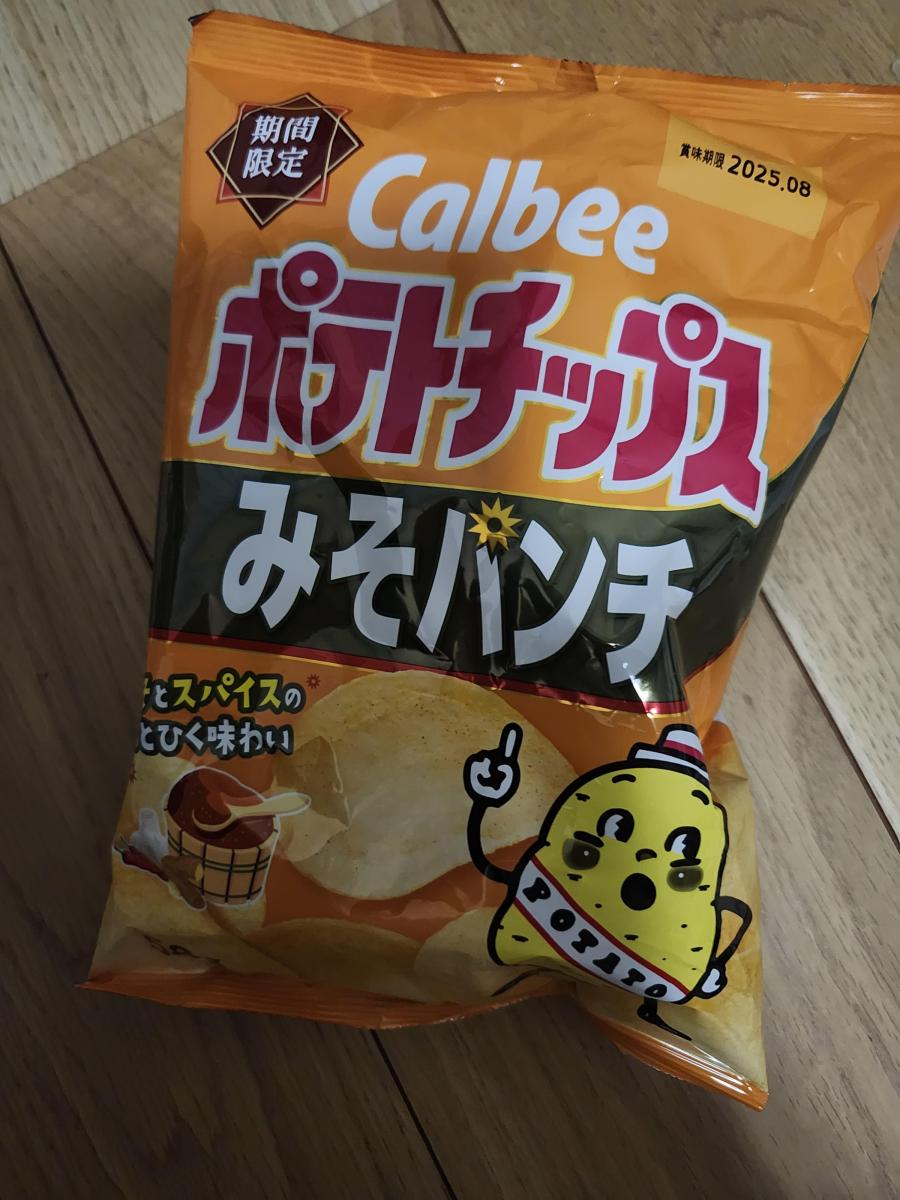 期間
限定
賞味期限 2025.08
Calbee
ポテトチップス
みそパンチ
とスパイスの
とひく味わい
POTATO